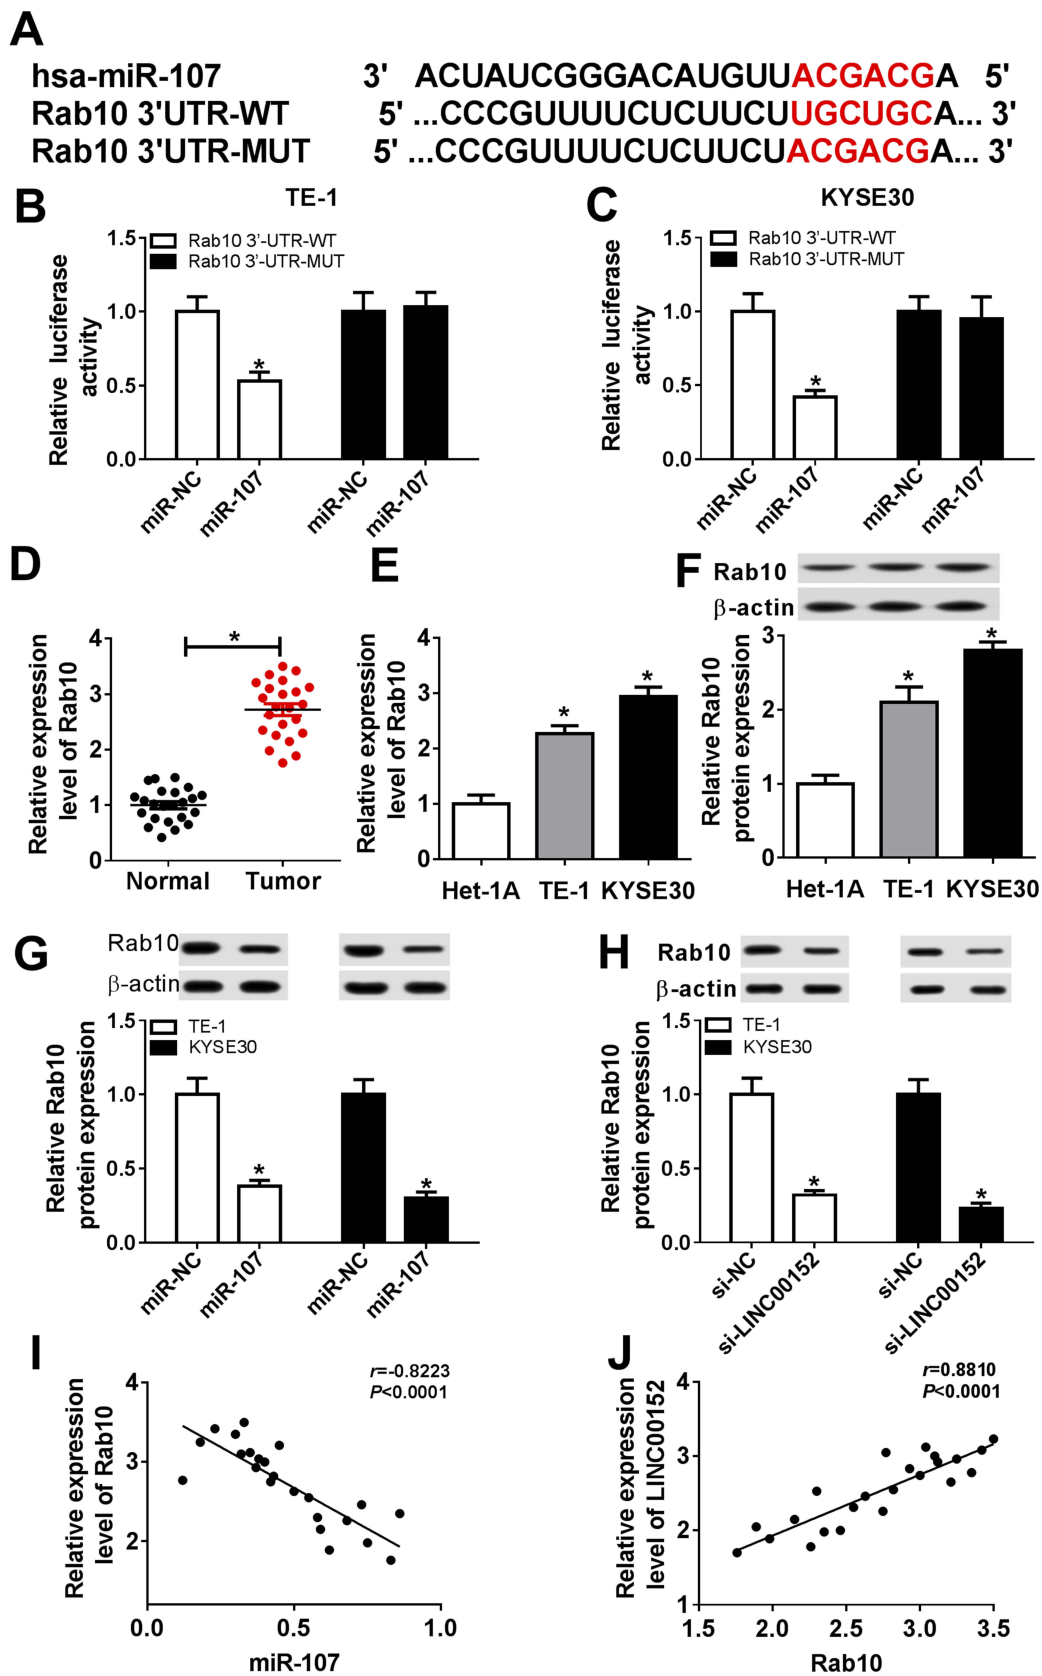 A
hsa-miR-107 3' ACUAUCGGGACAUGUUACGACGA 5'
Rab10 3'UTR-WT 5' ...CCCGUUUUCUCUUCUUGCUGCA... 3'
Rab10 3'UTR-MUT 5' ...CCCGUUUUCUCUUCUACGACGA... 3'
B
TE-1
Relative luciferase
activity
1.5
1.0
0.5
0.0
Rab10 3'-UTR-WT
Rab10 3'-UTR-MUT
*
miR-NC
miR-107
miR-NC
miR-107
C
KYSE30
Relative luciferase
activity
1.5
1.0
0.5
0.0
Rab10 3'-UTR-WT
Rab10 3'-UTR-MUT
*
miR-NC
miR-107
miR-NC
miR-107
D
Relative expression
level of Rab10
4
3
2
1
0
*
Normal Tumor
E
Relative expression
level of Rab10
4
3
2
1
0
*
*
Het-1A TE-1 KYSE30
F
Rab10
β-actin
Relative Rab10
protein expression
3
2
1
0
*
*
Het-1A TE-1 KYSE30
G
Rab10
β-actin
Relative Rab10
protein expression
1.5
1.0
0.5
0.0
TE-1
KYSE30
*
*
miR-NC
miR-107
miR-NC
miR-107
H
Rab10
β-actin
Relative Rab10
protein expression
1.5
1.0
0.5
0.0
TE-1
KYSE30
*
*
si-NC
si-LINC00152
si-NC
si-LINC00152
I
r=-0.8223
P<0.0001
Relative expression
level of Rab10
4
3
2
0.0 0.5 1.0
miR-107
J
r=0.8810
P<0.0001
Relative expression
level of LINC00152
4
3
2
1
1.5 2.0 2.5 3.0 3.5
Rab10